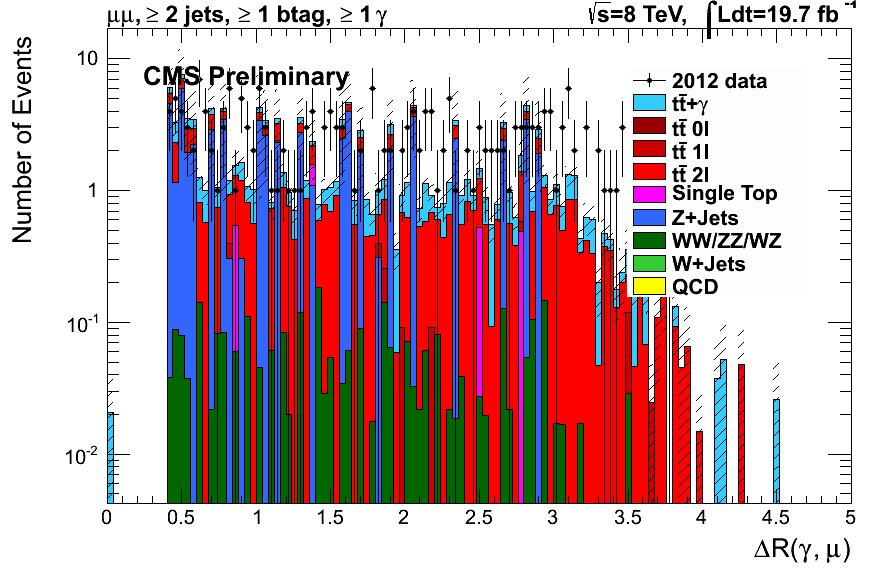 μμ, ≥ 2 jets, ≥ 1 btag, ≥ 1 γ
√s=8 TeV, ∫Ldt=19.7 fb⁻¹
CMS Preliminary
2012 data
tt̄+γ
tt̄ 0l
tt̄ 1l
tt̄ 2l
Single Top
Z+Jets
WW/ZZ/WZ
W+Jets
QCD
Number of Events
10
1
10⁻¹
10⁻²
0 0.5 1 1.5 2 2.5 3 3.5 4 4.5 5
ΔR(γ, μ)